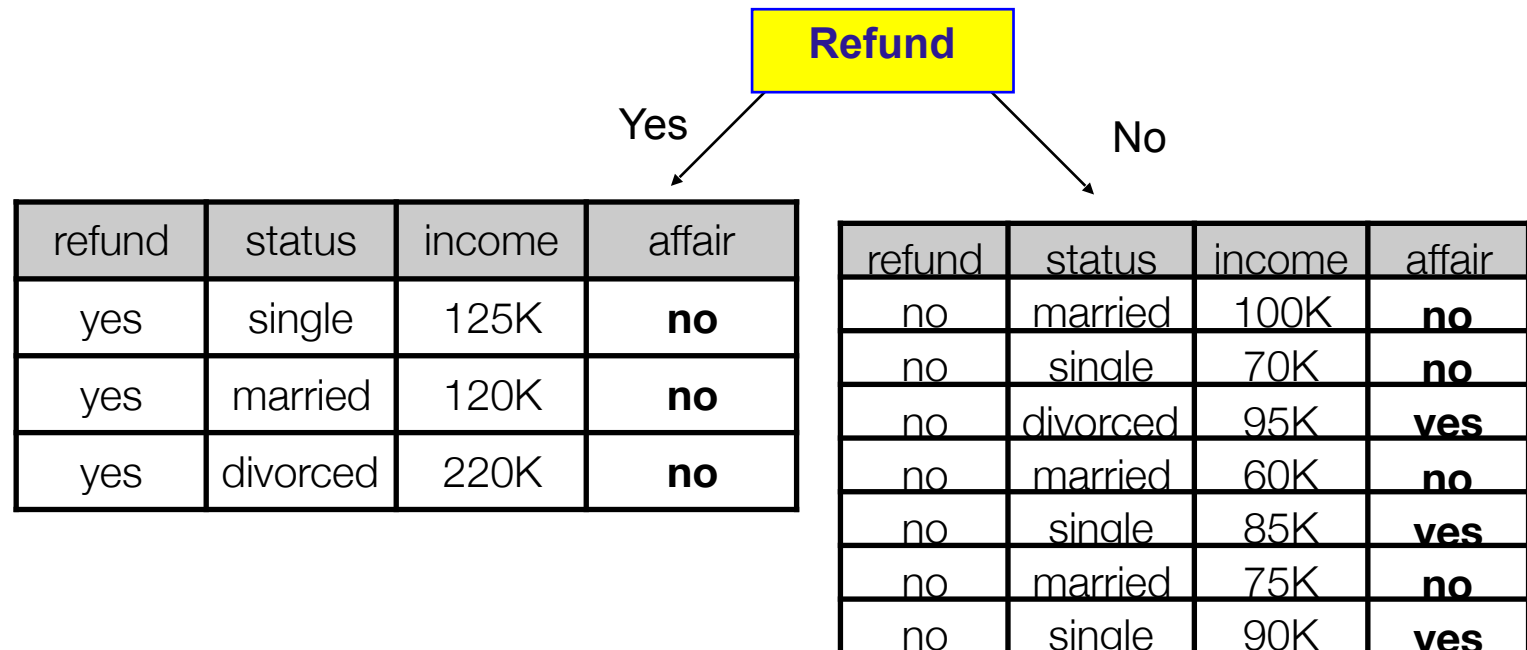 Refund
Yes
No
refund status income affair
yes single 125K no
yes married 120K no
yes divorced 220K no
refund status income affair
no married 100K no
no single 70K no
no divorced 95K yes
no married 60K no
no single 85K yes
no married 75K no
no single 90K yes